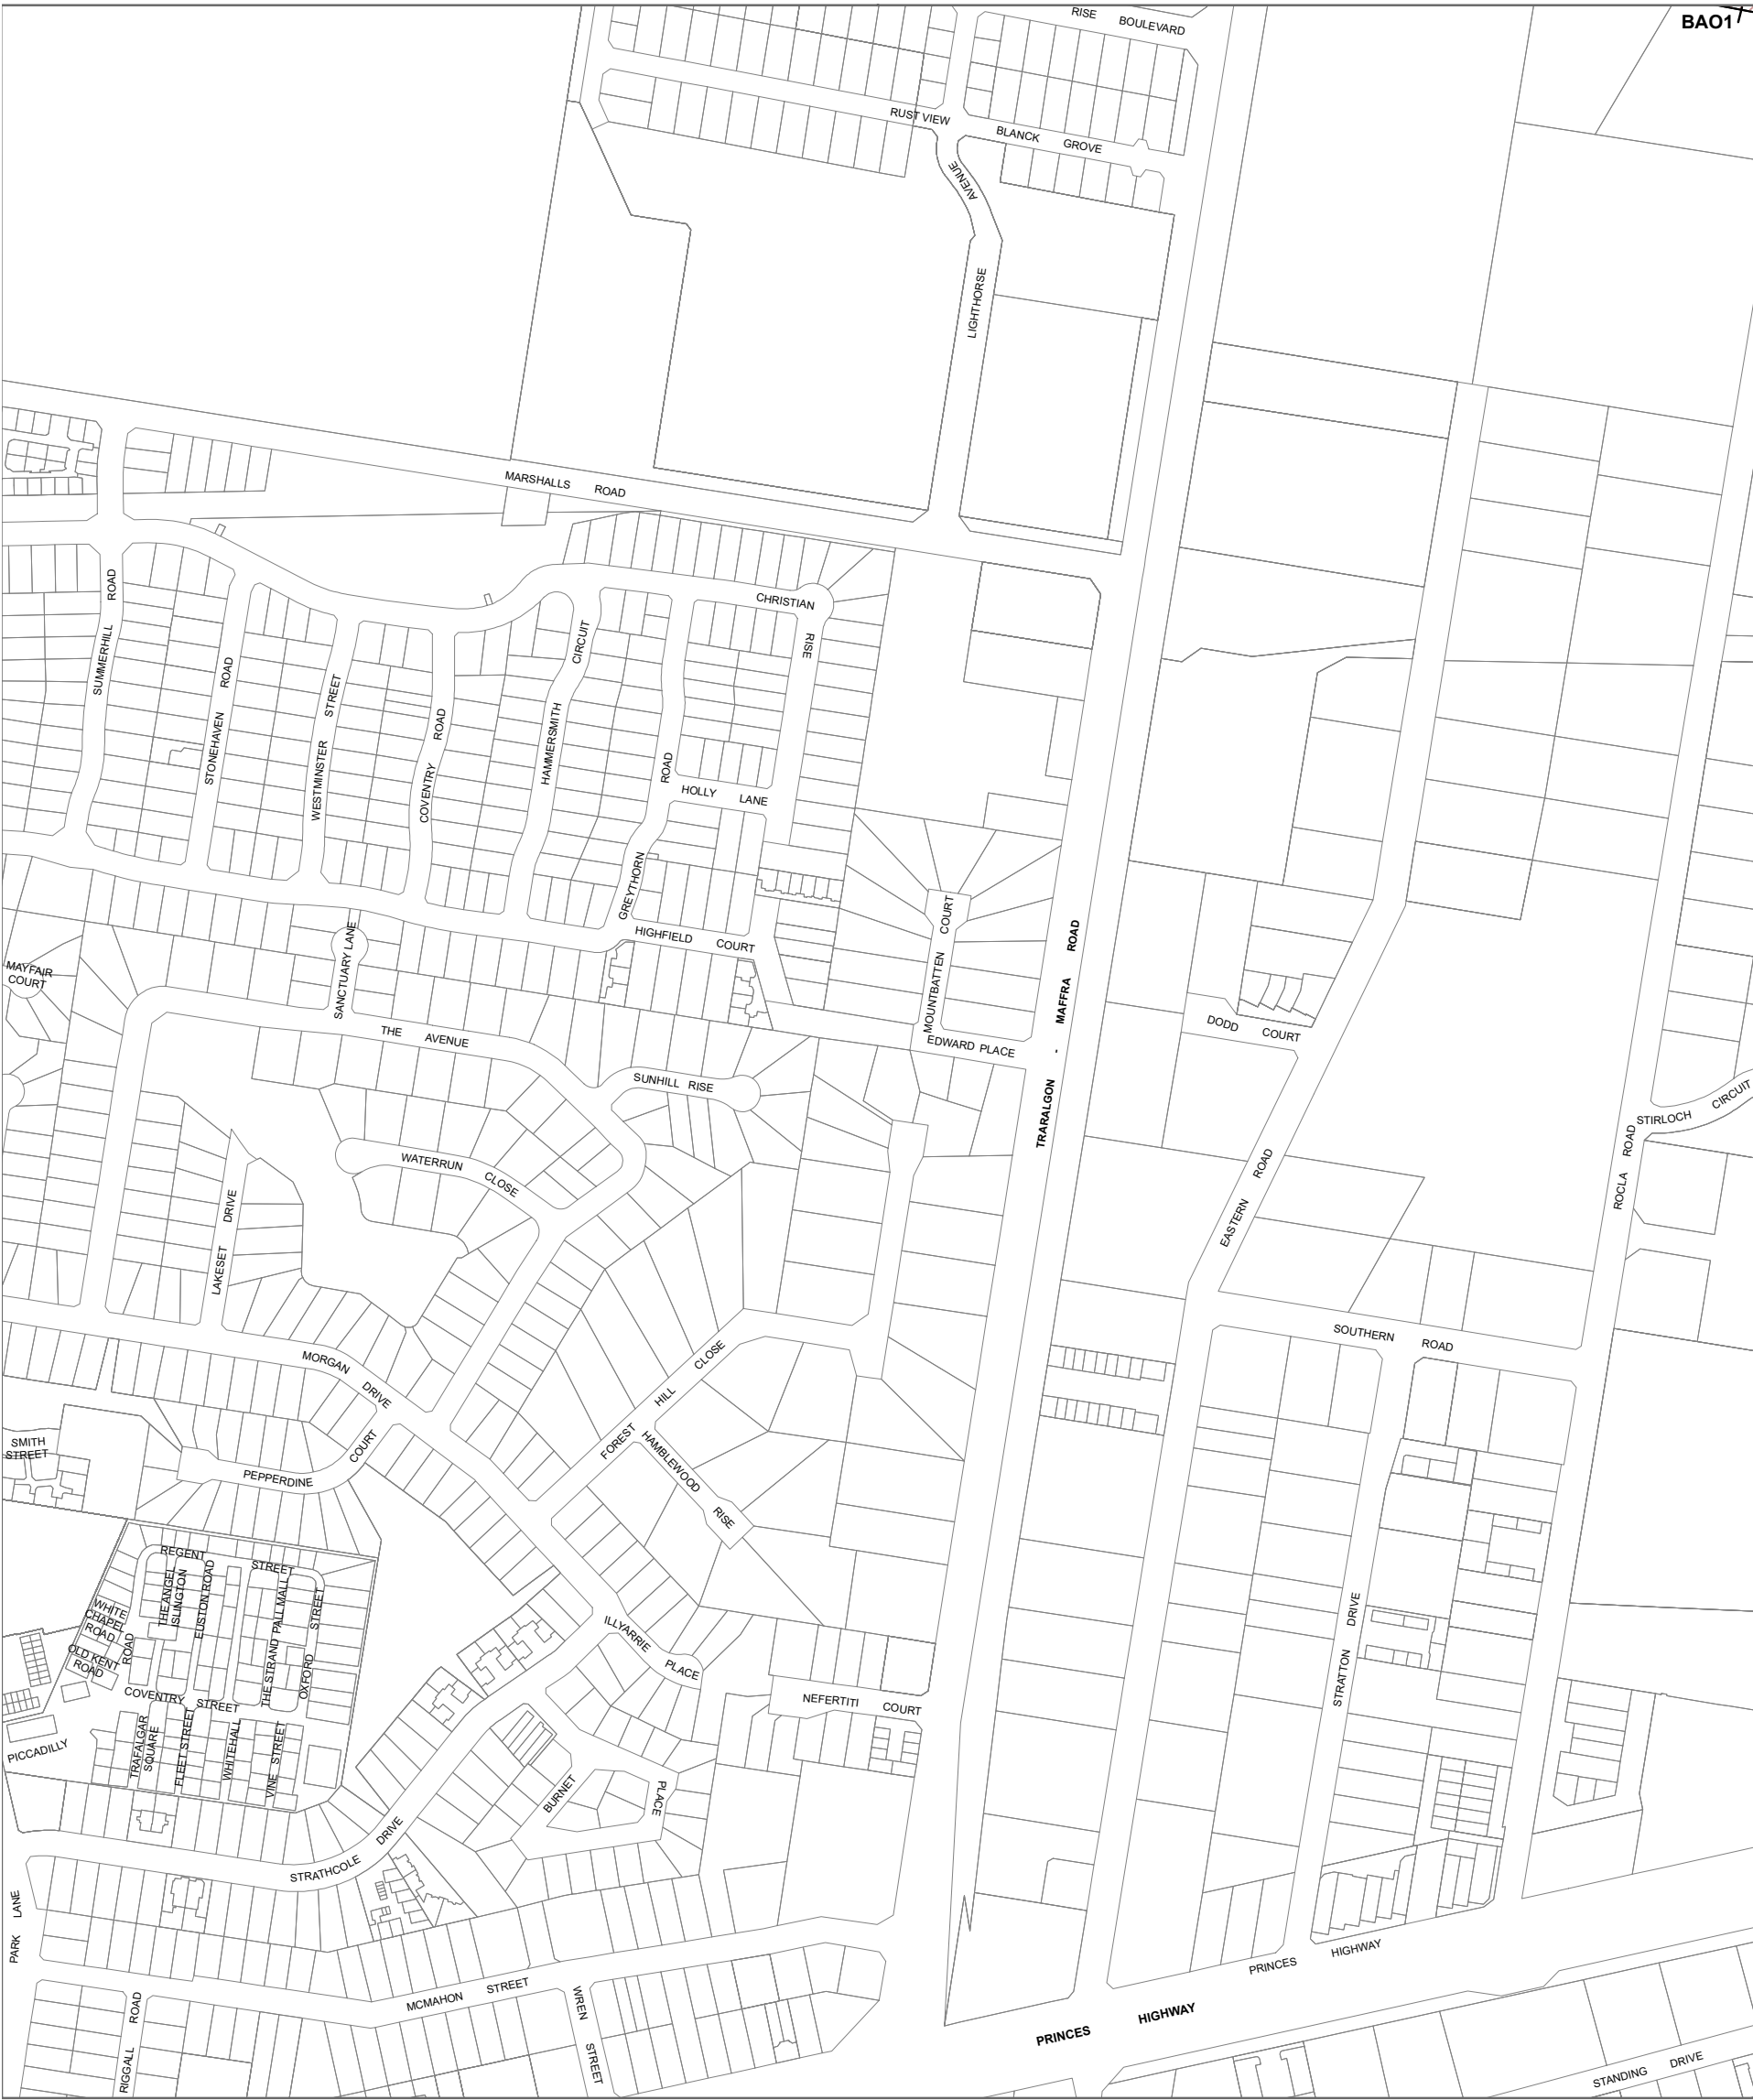 RISE BOULEVARD
BAO1
RUST VIEW
BLANCK GROVE
AVENUE
LIGHTHORSE
MARSHALLS ROAD
CHRISTIAN
RISE
SUMMERHILL ROAD
STONEHAVEN ROAD
WESTMINSTER STREET
COVENTRY ROAD
HAMMERSMITH CIRCUIT
GREYTHORN ROAD
HOLLY LANE
HIGHFIELD COURT
MAYFAIR
COURT
SANCTUARY LANE
MOUNTBATTEN COURT
TRARALGON - MAFFRA ROAD
THE AVENUE
EDWARD PLACE
DODD COURT
SUNHILL RISE
STIRLOCH CIRCUIT
WATERRUN CLOSE
LAKESET DRIVE
EASTERN ROAD
ROCLA ROAD
SOUTHERN ROAD
MORGAN DRIVE
FOREST HILL CLOSE
HAMBLEWOOD RISE
SMITH
STREET
PEPPERDINE COURT
REGENT STREET
THE ANGEL
ISLINGTON
EUSTON ROAD
THE STRAND PALL MALL
OXFORD STREET
WHITE
CHAPEL
ROAD
OLD KENT
ROAD
ROAD
COVENTRY STREET
ILLYARRIE PLACE
STRATTON DRIVE
NEFERTITI COURT
PICCADILLY
TRAFALGAR
SQUARE
FLEET STREET
WHITEHALL
VINE STREET
BURNET PLACE
STRATHCOLE DRIVE
PARK LANE
PRINCES HIGHWAY
MCMAHON STREET
WREN STREET
RIGGALL ROAD
PRINCES HIGHWAY
STANDING DRIVE